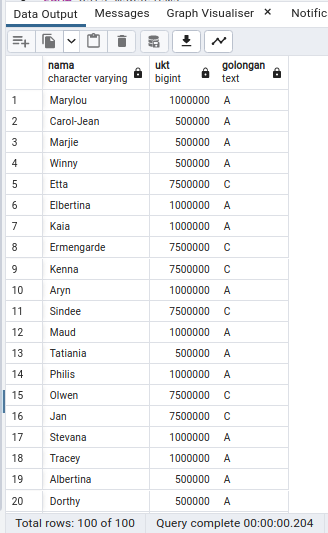 Data Output Messages Graph Visualiser × Notific
nama ukt golongan
character varying bigint text
1 Marylou 1000000 A
2 Carol-Jean 500000 A
3 Marjie 500000 A
4 Winny 500000 A
5 Etta 7500000 C
6 Elbertina 1000000 A
7 Kaia 1000000 A
8 Ermengarde 7500000 C
9 Kenna 7500000 C
10 Aryn 1000000 A
11 Sindee 7500000 C
12 Maud 1000000 A
13 Tatiania 500000 A
14 Philis 1000000 A
15 Olwen 7500000 C
16 Jan 7500000 C
17 Stevana 1000000 A
18 Tracey 1000000 A
19 Albertina 500000 A
20 Dorthy 500000 A
Total rows: 100 of 100 Query complete 00:00:00.204